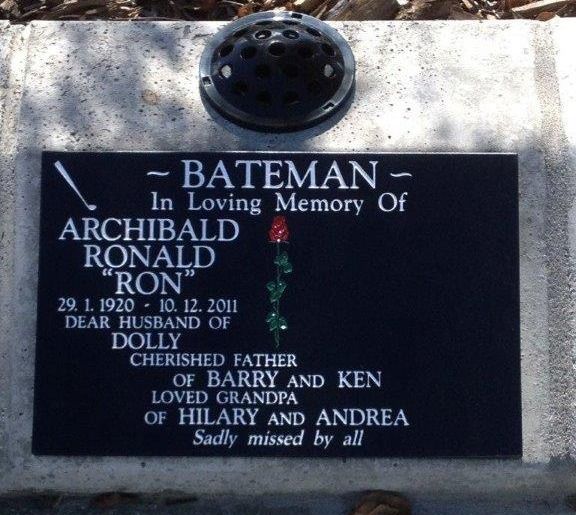 ~ BATEMAN ~
In Loving Memory Of
ARCHIBALD
RONALD
"RON"
29. 1. 1920 - 10. 12. 2011
DEAR HUSBAND OF
DOLLY
CHERISHED FATHER
OF BARRY AND KEN
LOVED GRANDPA
OF HILARY AND ANDREA
Sadly missed by all